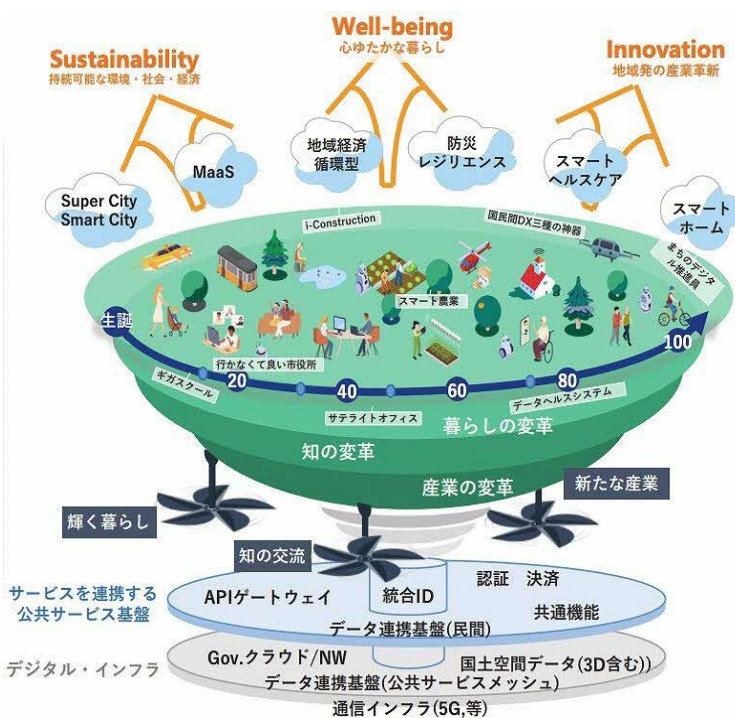 Well-being
心ゆたかな暮らし
Sustainability
持続可能な環境・社会・経済
Innovation
地域発の産業革新
MaaS
地域経済
循環型
防災
レジリエンス
スマート
ヘルスケア
Super City
Smart City
スマート
ホーム
i-Construction
国民間DX三種の神器
まちのデジタ
ル推進員
スマート農業
生誕
行かなくて良い市役所
ギガスクール
20
40
60
80
100
サテライトオフィス
データヘルスシステム
暮らしの変革
知の変革
産業の変革
新たな産業
輝く暮らし
知の交流
サービスを連携する
公共サービス基盤
APIゲートウェイ
統合ID
認証 決済
共通機能
データ連携基盤(民間)
デジタル・インフラ
Gov.クラウド/NW
国土空間データ(3D含む))
データ連携基盤(公共サービスメッシュ)
通信インフラ(5G,等)